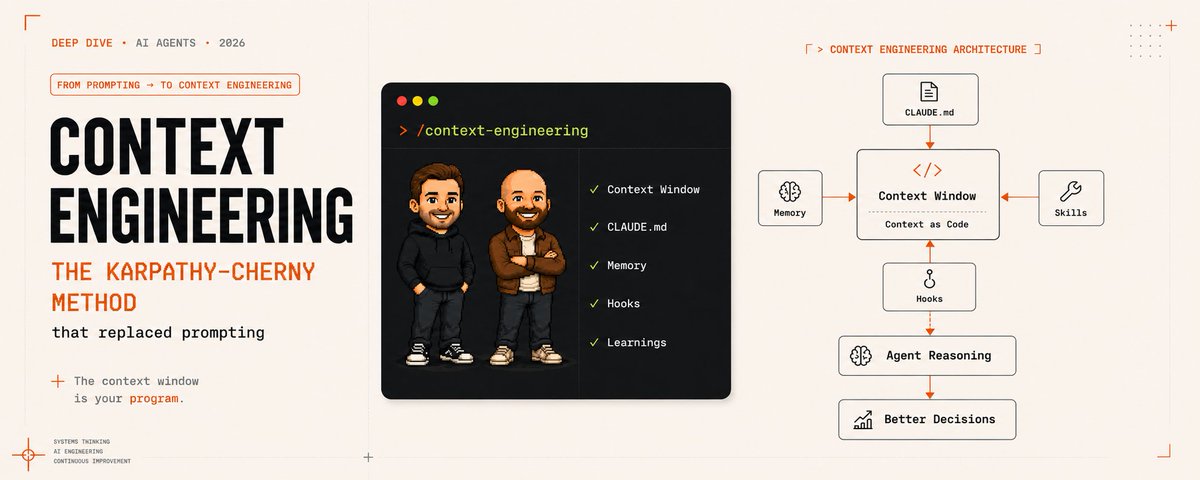 DEEP DIVE • AI AGENTS • 2026
FROM PROMPTING → TO CONTEXT ENGINEERING
CONTEXT
ENGINEERING
THE KARPATHY-CHERNY
METHOD
that replaced prompting
The context window
is your program.
SYSTEMS THINKING
AI ENGINEERING
CONTINUOUS IMPROVEMENT
> /context-engineering
✓ Context Window
✓ CLAUDE.md
✓ Memory
✓ Hooks
✓ Learnings
> CONTEXT ENGINEERING ARCHITECTURE
CLAUDE.md
</>
Context Window
Context as Code
Memory
Skills
Hooks
Agent Reasoning
Better Decisions